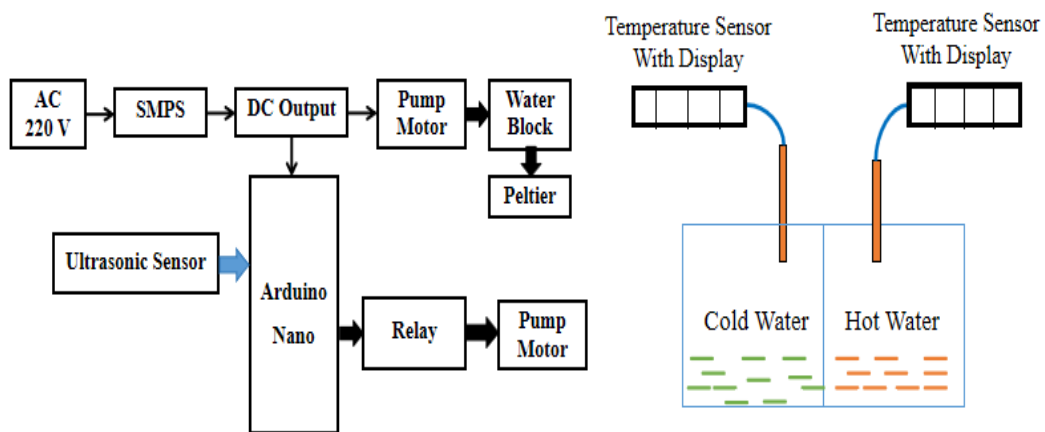 AC
220 V
SMPS
DC Output
Pump
Motor
Water
Block
Peltier
Ultrasonic Sensor
Arduino
Nano
Relay
Pump
Motor
Temperature Sensor
With Display
Temperature Sensor
With Display
Cold Water
Hot Water